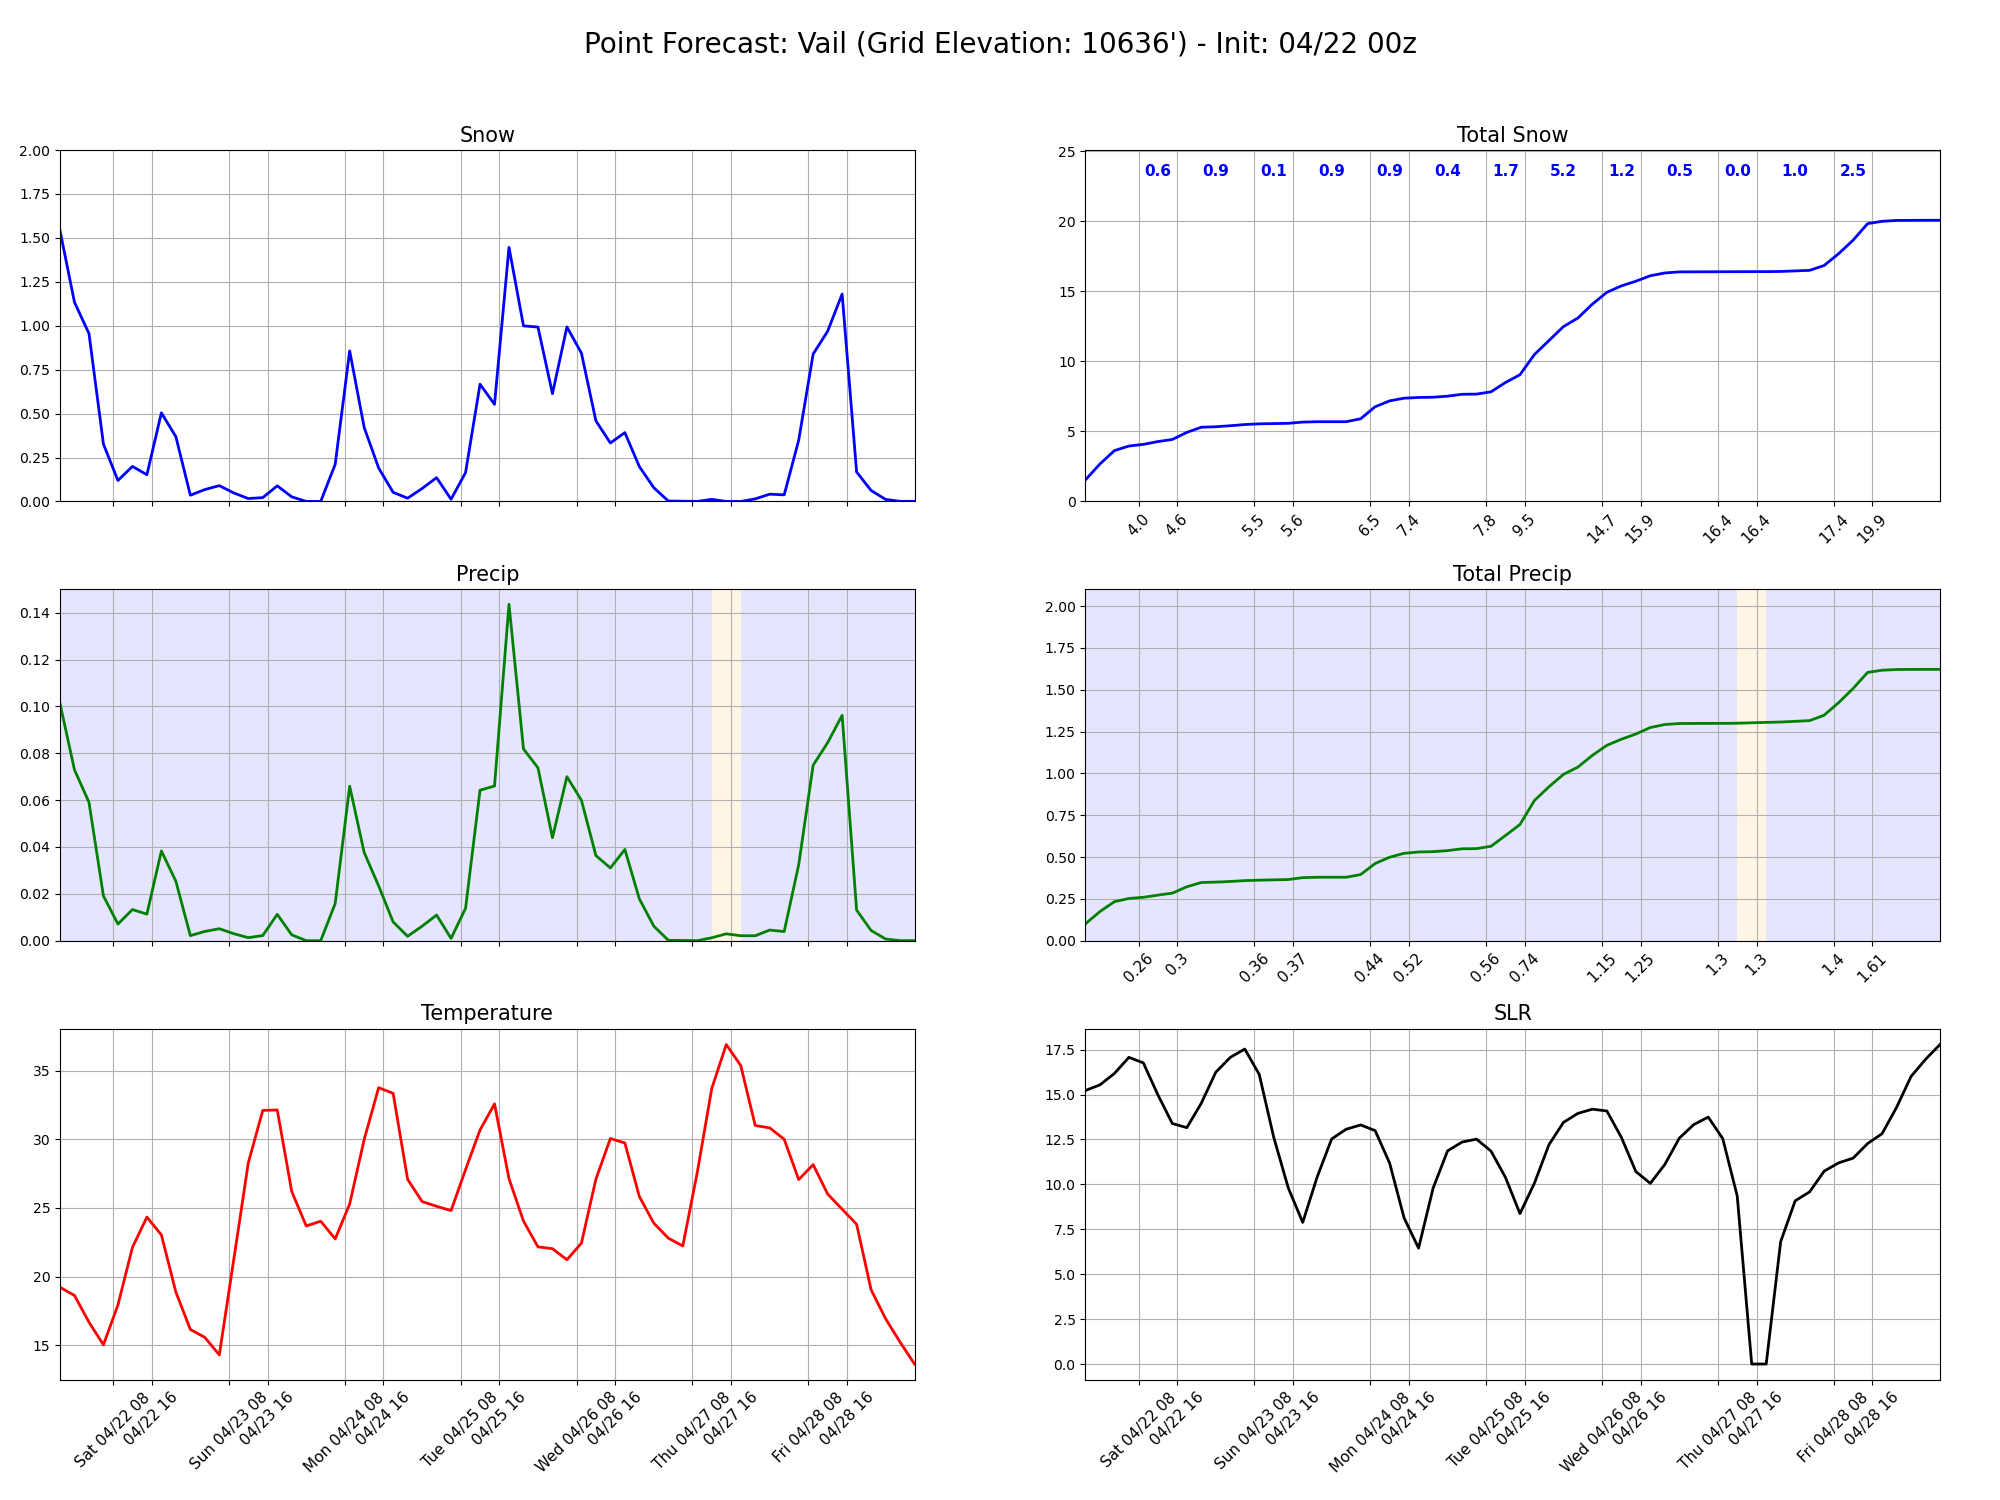 Point Forecast: Vail (Grid Elevation: 10636') - Init: 04/22 00z
Snow
2.00
1.75
1.50
1.25
1.00
0.75
0.50
0.25
0.00
Total Snow
25
20
15
10
5
0
0.6 0.9 0.1 0.9 0.9 0.4 1.7 5.2 1.2 0.5 0.0 1.0 2.5
4.0 4.6 5.5 5.6 6.5 7.4 7.8 9.5 14.7 15.9 16.4 16.4 17.4 19.9
Precip
0.14
0.12
0.10
0.08
0.06
0.04
0.02
0.00
Total Precip
2.00
1.75
1.50
1.25
1.00
0.75
0.50
0.25
0.00
0.26 0.3 0.36 0.37 0.44 0.52 0.56 0.74 1.15 1.25 1.3 1.3 1.4 1.61
Temperature
35
30
25
20
15
Sat 04/22 08
04/22 16
Sun 04/23 08
04/23 16
Mon 04/24 08
04/24 16
Tue 04/25 08
04/25 16
Wed 04/26 08
04/26 16
Thu 04/27 08
04/27 16
Fri 04/28 08
04/28 16
SLR
17.5
15.0
12.5
10.0
7.5
5.0
2.5
0.0
Sat 04/22 08
04/22 16
Sun 04/23 08
04/23 16
Mon 04/24 08
04/24 16
Tue 04/25 08
04/25 16
Wed 04/26 08
04/26 16
Thu 04/27 08
04/27 16
Fri 04/28 08
04/28 16